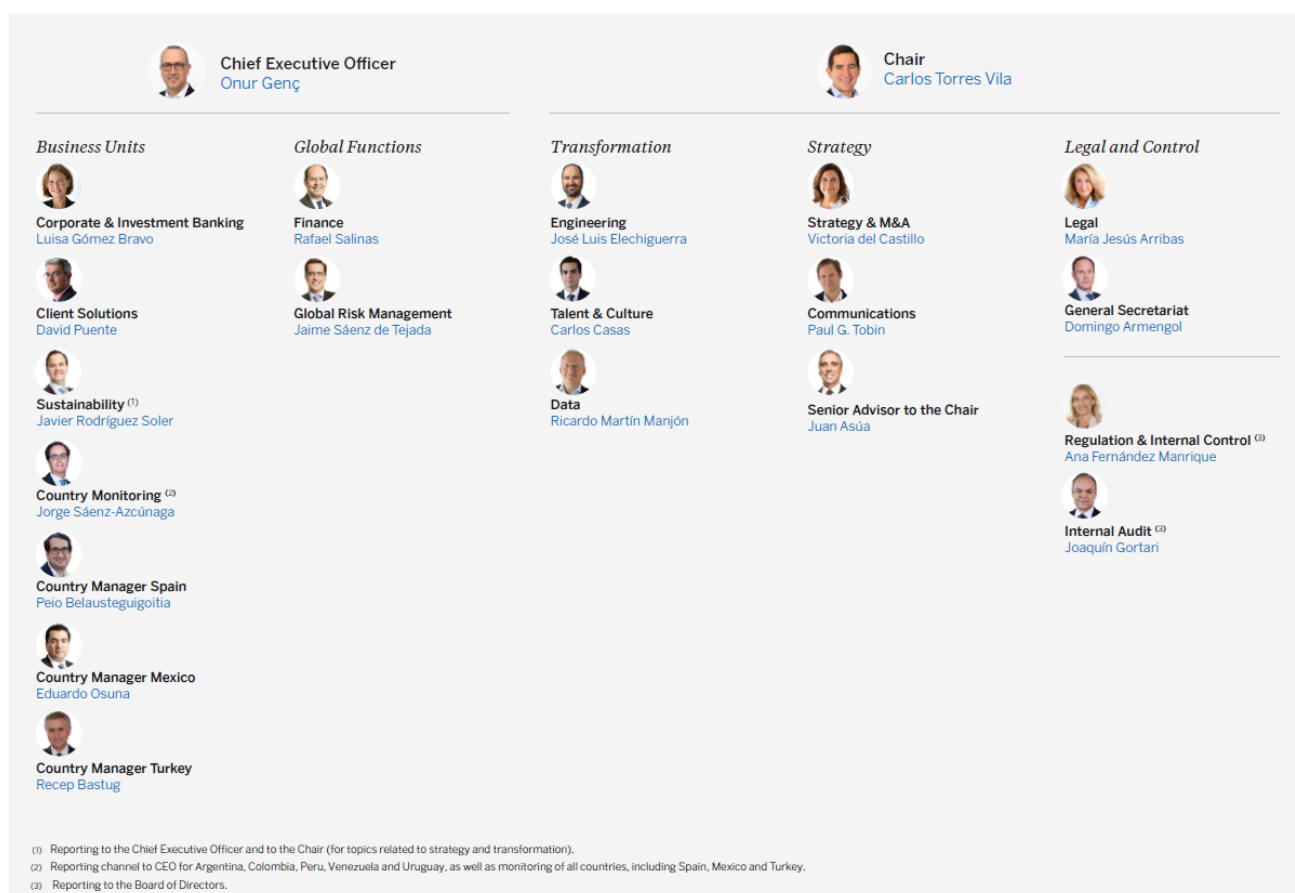 Chief Executive Officer
Onur Genç
Chair
Carlos Torres Vila
Business Units
Corporate & Investment Banking
Luisa Gómez Bravo
Client Solutions
David Puente
Sustainability (1)
Javier Rodríguez Soler
Country Monitoring (2)
Jorge Sáenz-Azcúnaga
Country Manager Spain
Peio Belausteguigoitia
Country Manager Mexico
Eduardo Osuna
Country Manager Turkey
Recep Bastug
Global Functions
Finance
Rafael Salinas
Global Risk Management
Jaime Sáenz de Tejada
Transformation
Engineering
José Luis Elechiguerra
Talent & Culture
Carlos Casas
Data
Ricardo Martín Manjón
Strategy
Strategy & M&A
Victoria del Castillo
Communications
Paul G. Tobin
Senior Advisor to the Chair
Juan Asúa
Legal and Control
Legal
María Jesús Arribas
General Secretariat
Domingo Armengol
Regulation & Internal Control (3)
Ana Fernández Manrique
Internal Audit (3)
Joaquín Gortari
(1) Reporting to the Chief Executive Officer and to the Chair (for topics related to strategy and transformation).
(2) Reporting channel to CEO for Argentina, Colombia, Peru, Venezuela and Uruguay, as well as monitoring of all countries, including Spain, Mexico and Turkey.
(3) Reporting to the Board of Directors.